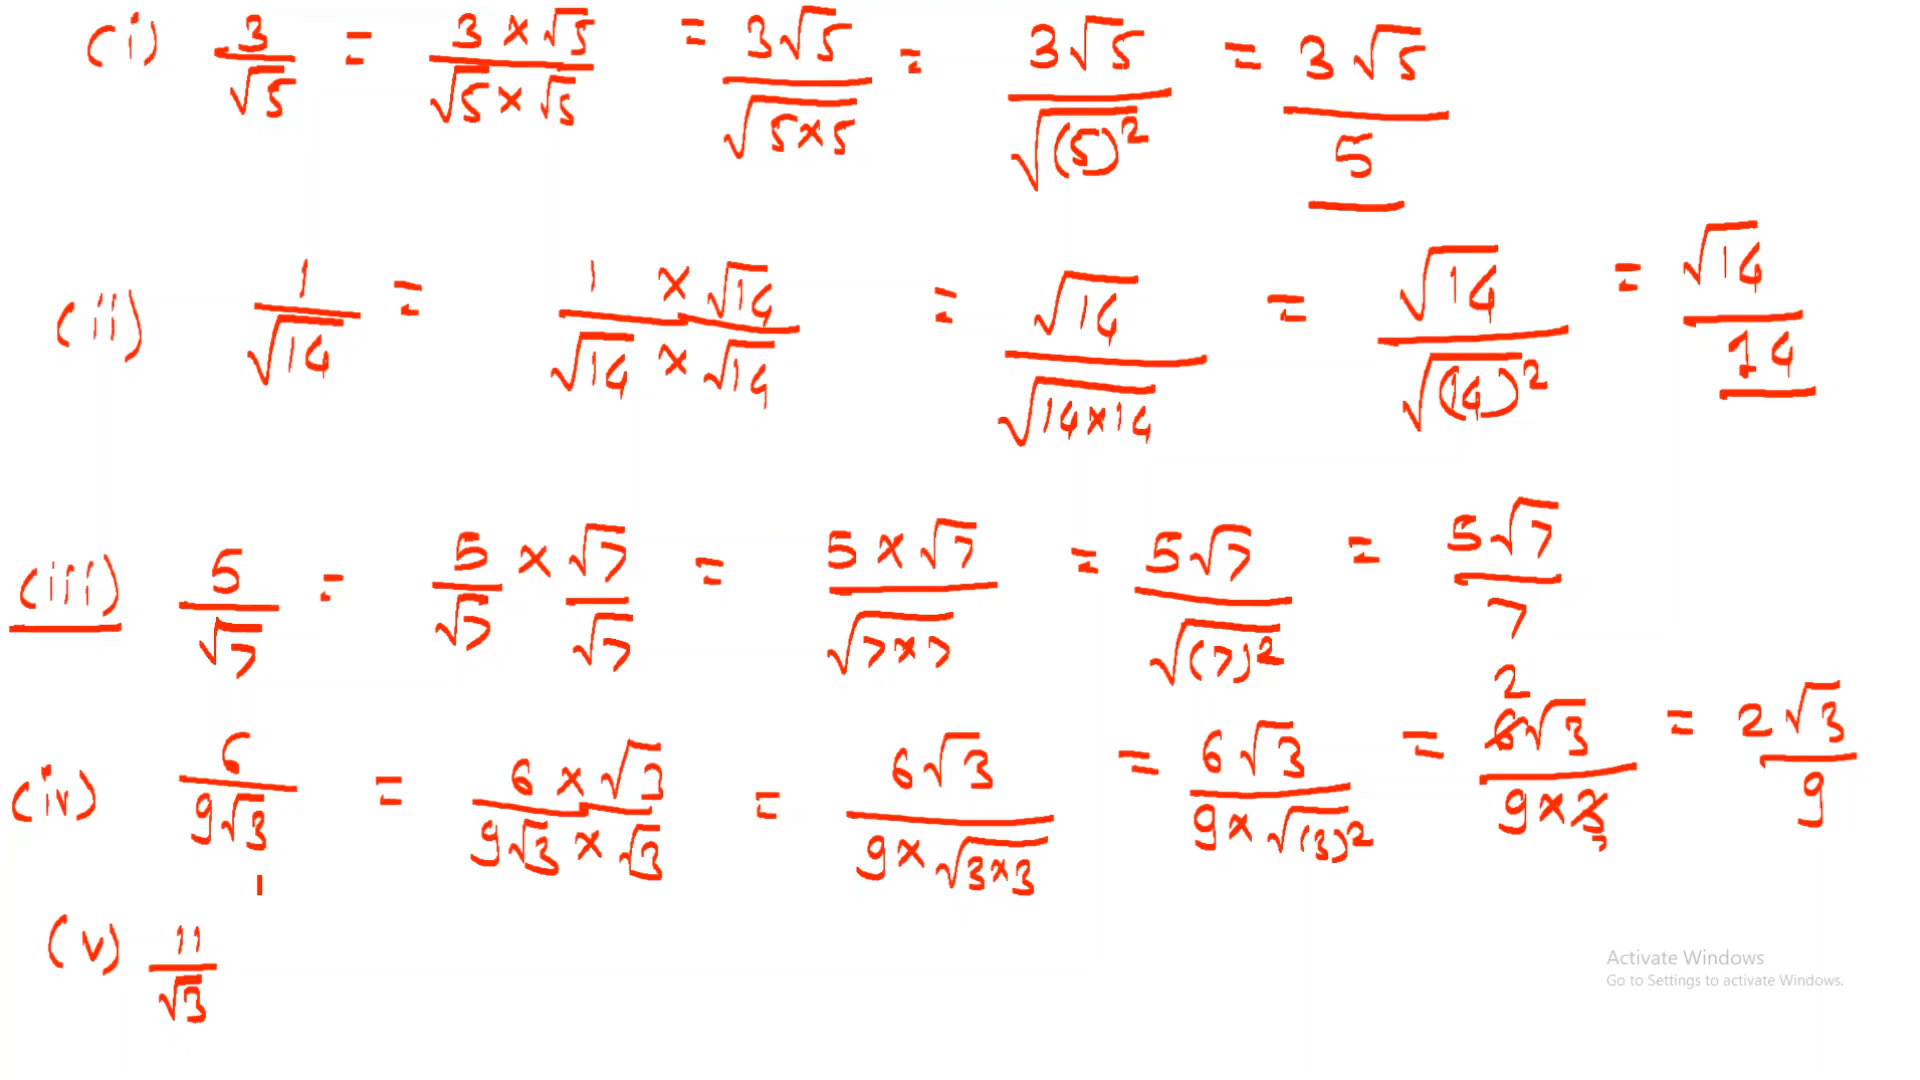 (i) 3/√5 = 3 × √5/√5 × √5 = 3√5/√5×5 = 3√5/√(5)² = 3√5/5
(ii) 1/√14 = 1 × √14/√14 × √14 = √14/√14×14 = √14/√(14)² = √14/14
(iii) 5/√7 = 5/√7 × √7/√7 = 5 × √7/√7×7 = 5√7/√(7)² = 5√7/7
(iv) 6/9√3 = 6 × √3/9√3 × √3 = 6√3/9×√3×3 = 6√3/9×√(3)² = 2 6√3/9×3 = 2√3/9
(v) 11/√3
Activate Windows
Go to Settings to activate Windows.